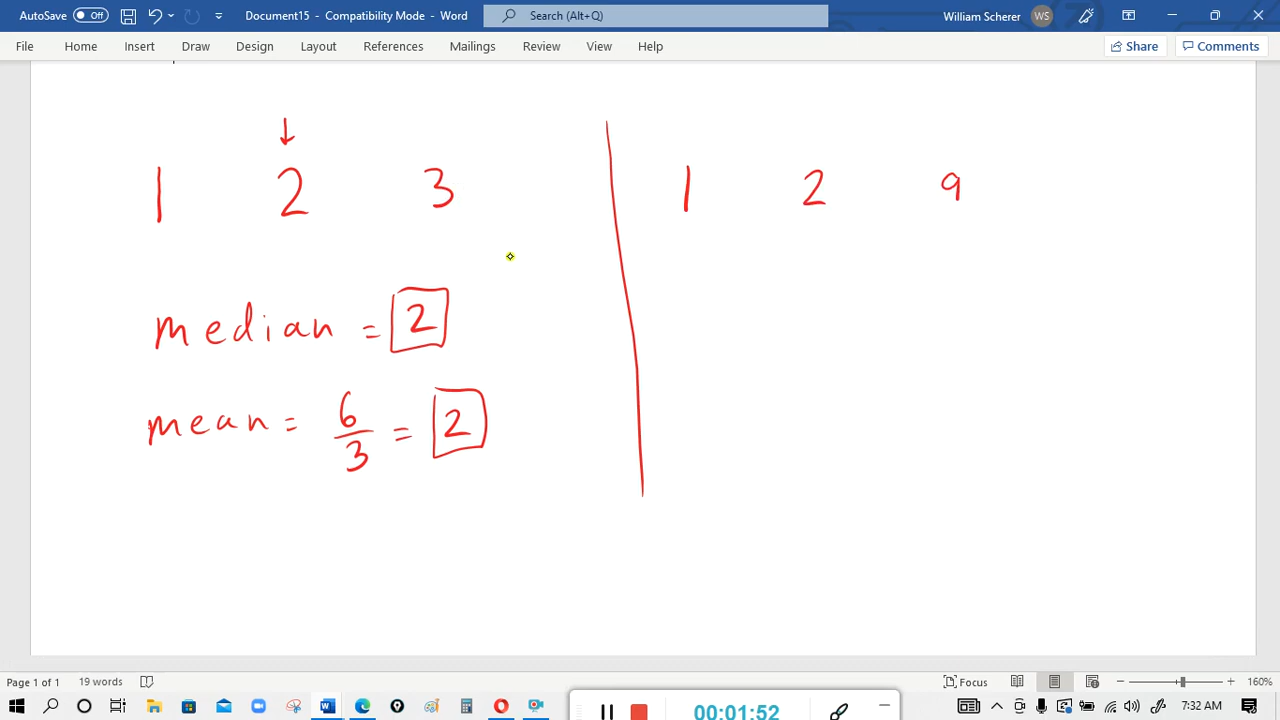 AutoSave Off Document15 - Compatibility Mode - Word Search (Alt+Q) William Scherer WS
File Home Insert Draw Design Layout References Mailings Review View Help Share Comments
1 2 3 1 2 9
median = 2
mean = 6/3 = 2
Page 1 of 1 19 words Focus 160%
00:01:52 7:32 AM